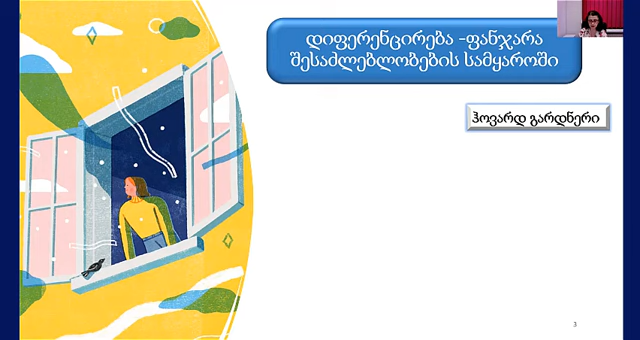 დიფერენცირება -ფანჯარა
შესაძლებლობების სამყაროში
ჰოვარდ გარდნერი
3